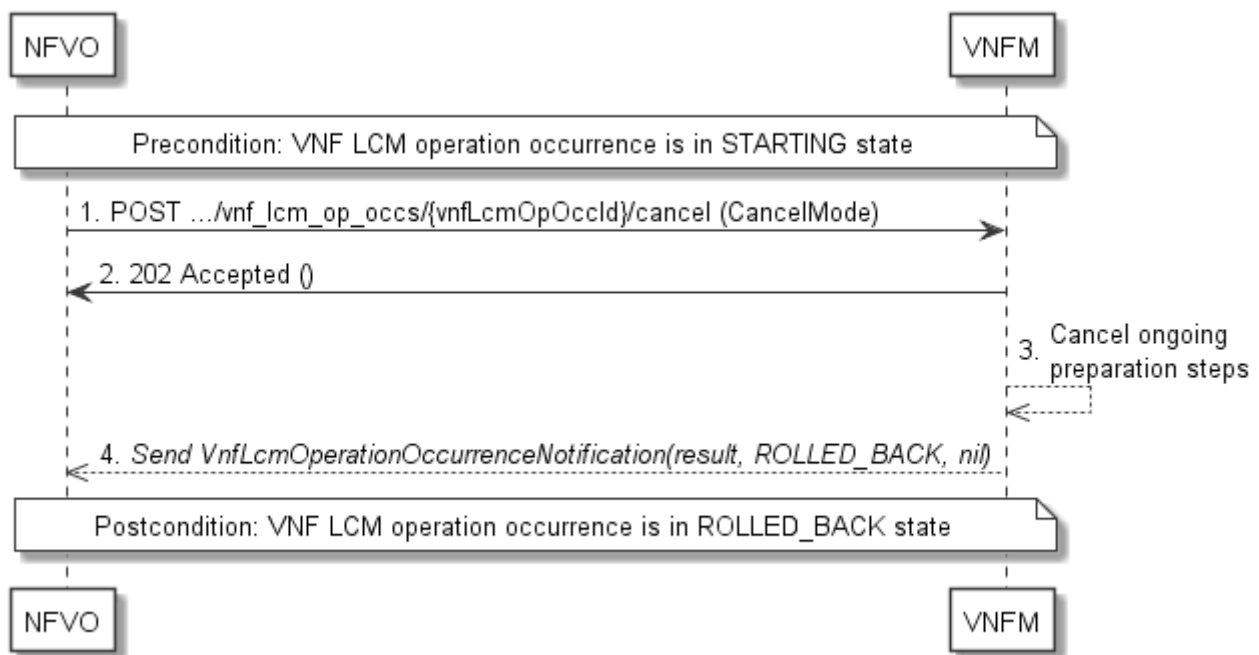 NFVO VNFM
Precondition: VNF LCM operation occurrence is in STARTING state
1. POST .../vnf_lcm_op_occs/{vnfLcmOpOccId}/cancel (CancelMode)
2. 202 Accepted ()
3. Cancel ongoing
preparation steps
4. Send VnfLcmOperationOccurrenceNotification(result, ROLLED_BACK, nil)
Postcondition: VNF LCM operation occurrence is in ROLLED_BACK state
NFVO VNFM